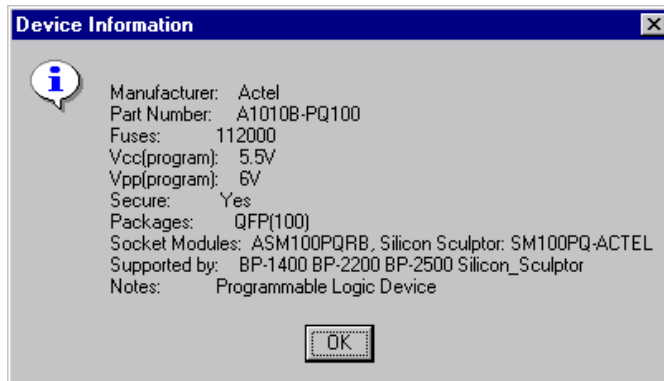 Device Information
Manufacturer: Actel
Part Number: A1010B-PQ100
Fuses: 112000
Vcc(program): 5.5V
Vpp(program): 6V
Secure: Yes
Packages: QFP(100)
Socket Modules: ASM100PQRB, Silicon Sculptor: SM100PQ-ACTEL
Supported by: BP-1400 BP-2200 BP-2500 Silicon_Sculptor
Notes: Programmable Logic Device
OK